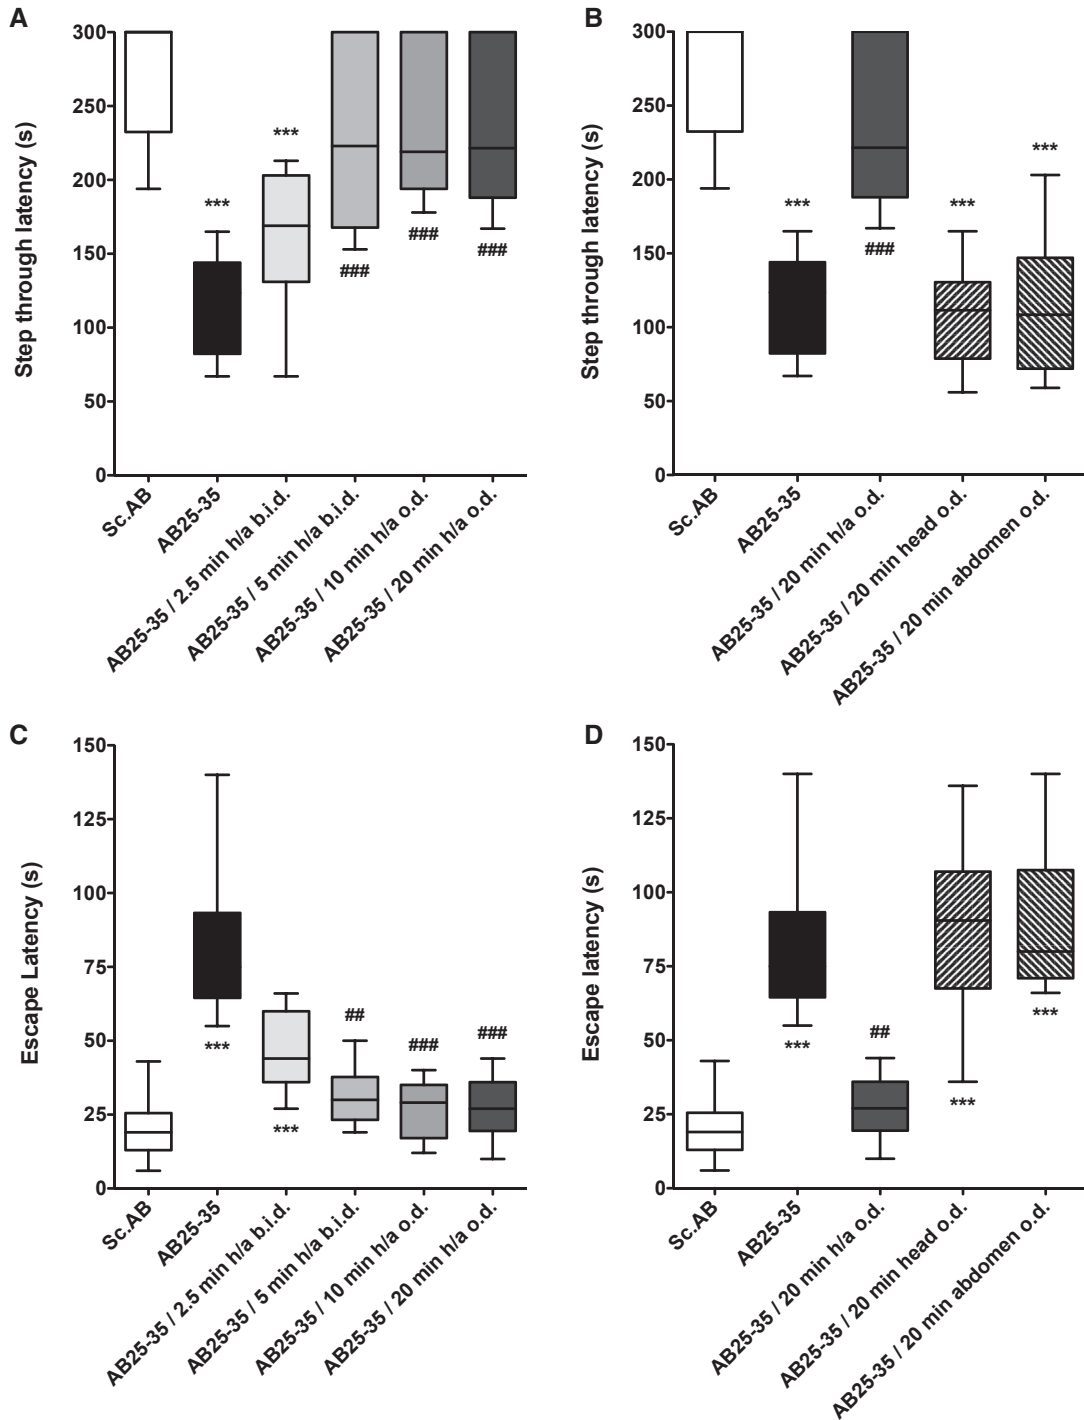 A
Step through latency (s)
300
250
200
150
100
50
0
***
***
###
###
###
Sc.AB
AB25-35
AB25-35 / 2.5 min h/a b.i.d.
AB25-35 / 5 min h/a b.i.d.
AB25-35 / 10 min h/a o.d.
AB25-35 / 20 min h/a o.d.
B
Step through latency (s)
300
250
200
150
100
50
0
***
###
***
***
Sc.AB
AB25-35
AB25-35 / 20 min h/a o.d.
AB25-35 / 20 min head o.d.
AB25-35 / 20 min abdomen o.d.
C
Escape Latency (s)
150
125
100
75
50
25
0
***
***
##
###
###
Sc.AB
AB25-35
AB25-35 / 2.5 min h/a b.i.d.
AB25-35 / 5 min h/a b.i.d.
AB25-35 / 10 min h/a o.d.
AB25-35 / 20 min h/a o.d.
D
Escape latency (s)
150
125
100
75
50
25
0
***
##
***
***
Sc.AB
AB25-35
AB25-35 / 20 min h/a o.d.
AB25-35 / 20 min head o.d.
AB25-35 / 20 min abdomen o.d.